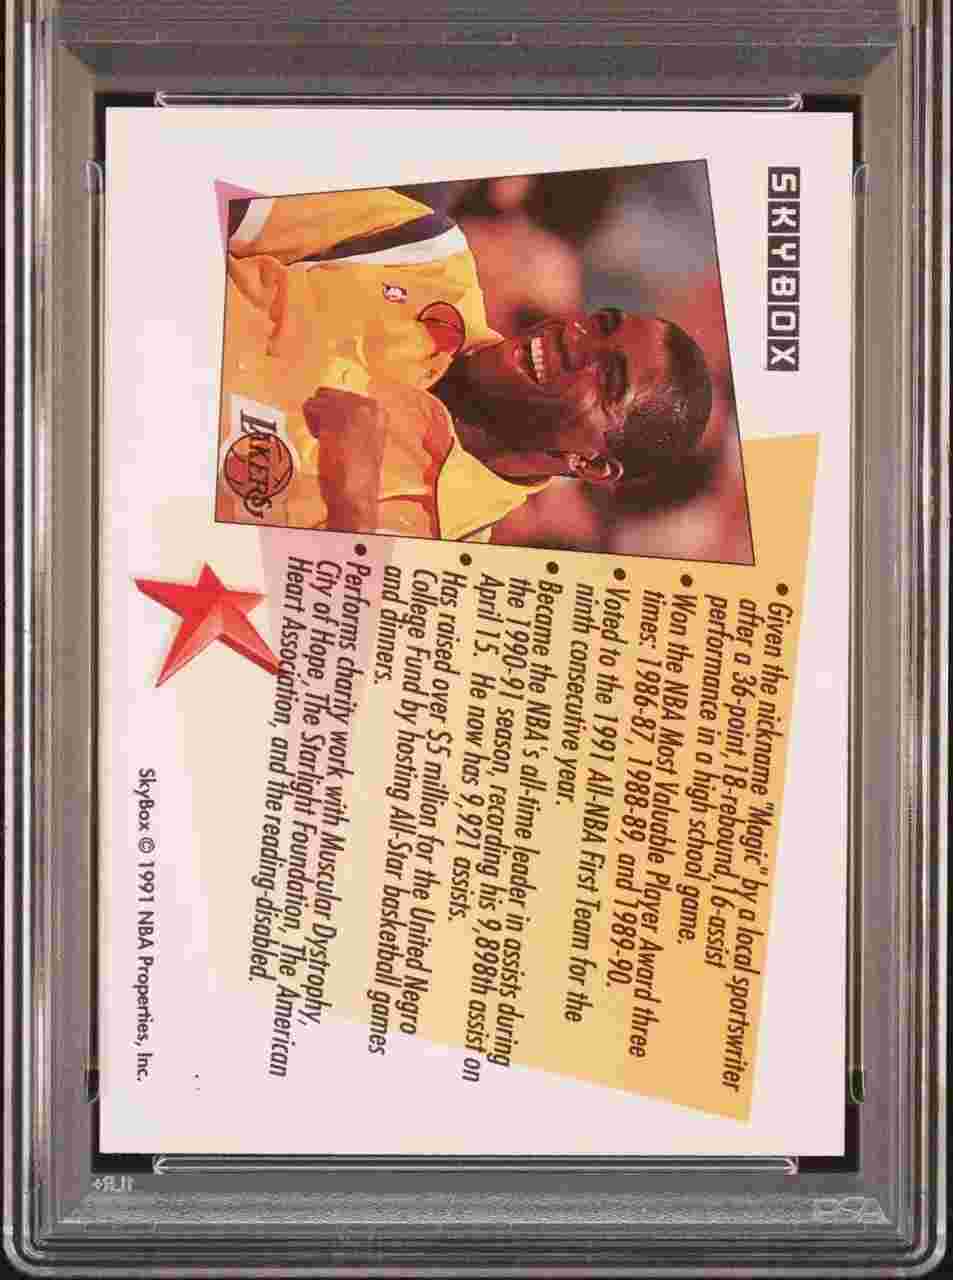 SKYBOX
LAKERS
• Given the nickname "Magic" by a local sportswriter
after a 36-point, 18-rebound, 16-assist
performance in a high school game.
• Won the NBA Most Valuable Player Award three
times: 1986-87, 1988-89, and 1989-90.
• Voted to the 1991 All-NBA First Team for the
ninth consecutive year.
• Became the NBA's all-time leader in assists during
the 1990-91 season, recording his 9,898th assist on
April 15. He now has 9,921 assists.
• Has raised over $5 million for the United Negro
College Fund by hosting All-Star basketball games
and dinners.
• Performs charity work with Muscular Dystrophy,
City of Hope, The Starlight Foundation, The American
Heart Association, and the reading-disabled.
SkyBox © 1991 NBA Properties, Inc.
PSA